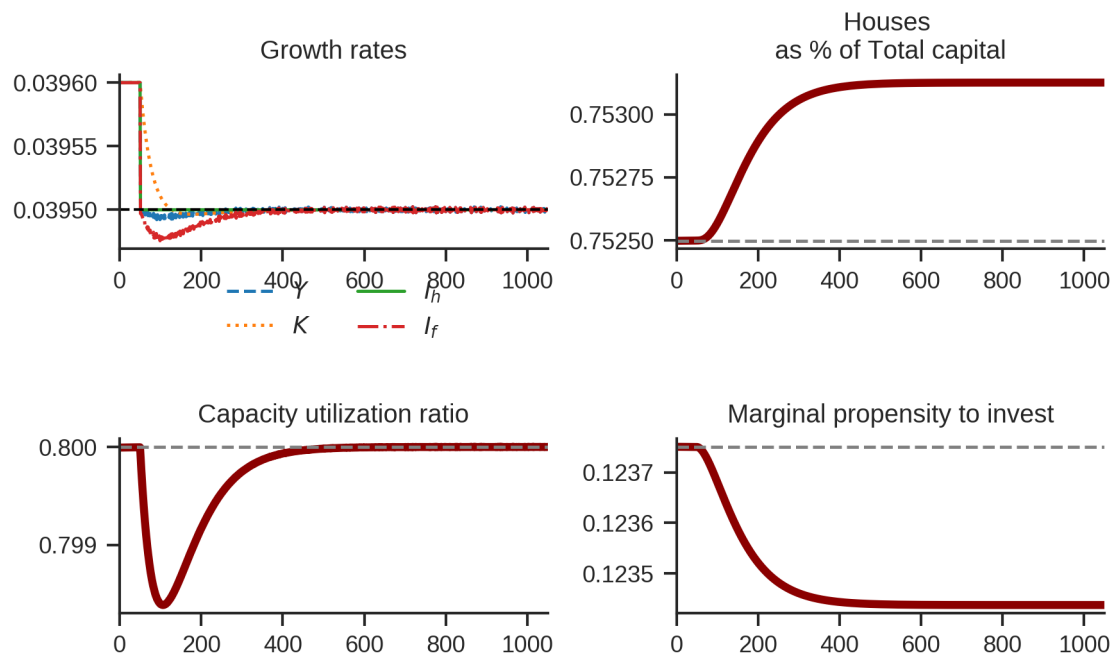 Growth rates
0.03960
0.03955
0.03950
0 200 400 600 800 1000
Y I_h
K I_f
Houses
as % of Total capital
0.75300
0.75275
0.75250
0 200 400 600 800 1000
Capacity utilization ratio
0.800
0.799
0 200 400 600 800 1000
Marginal propensity to invest
0.1237
0.1236
0.1235
0 200 400 600 800 1000